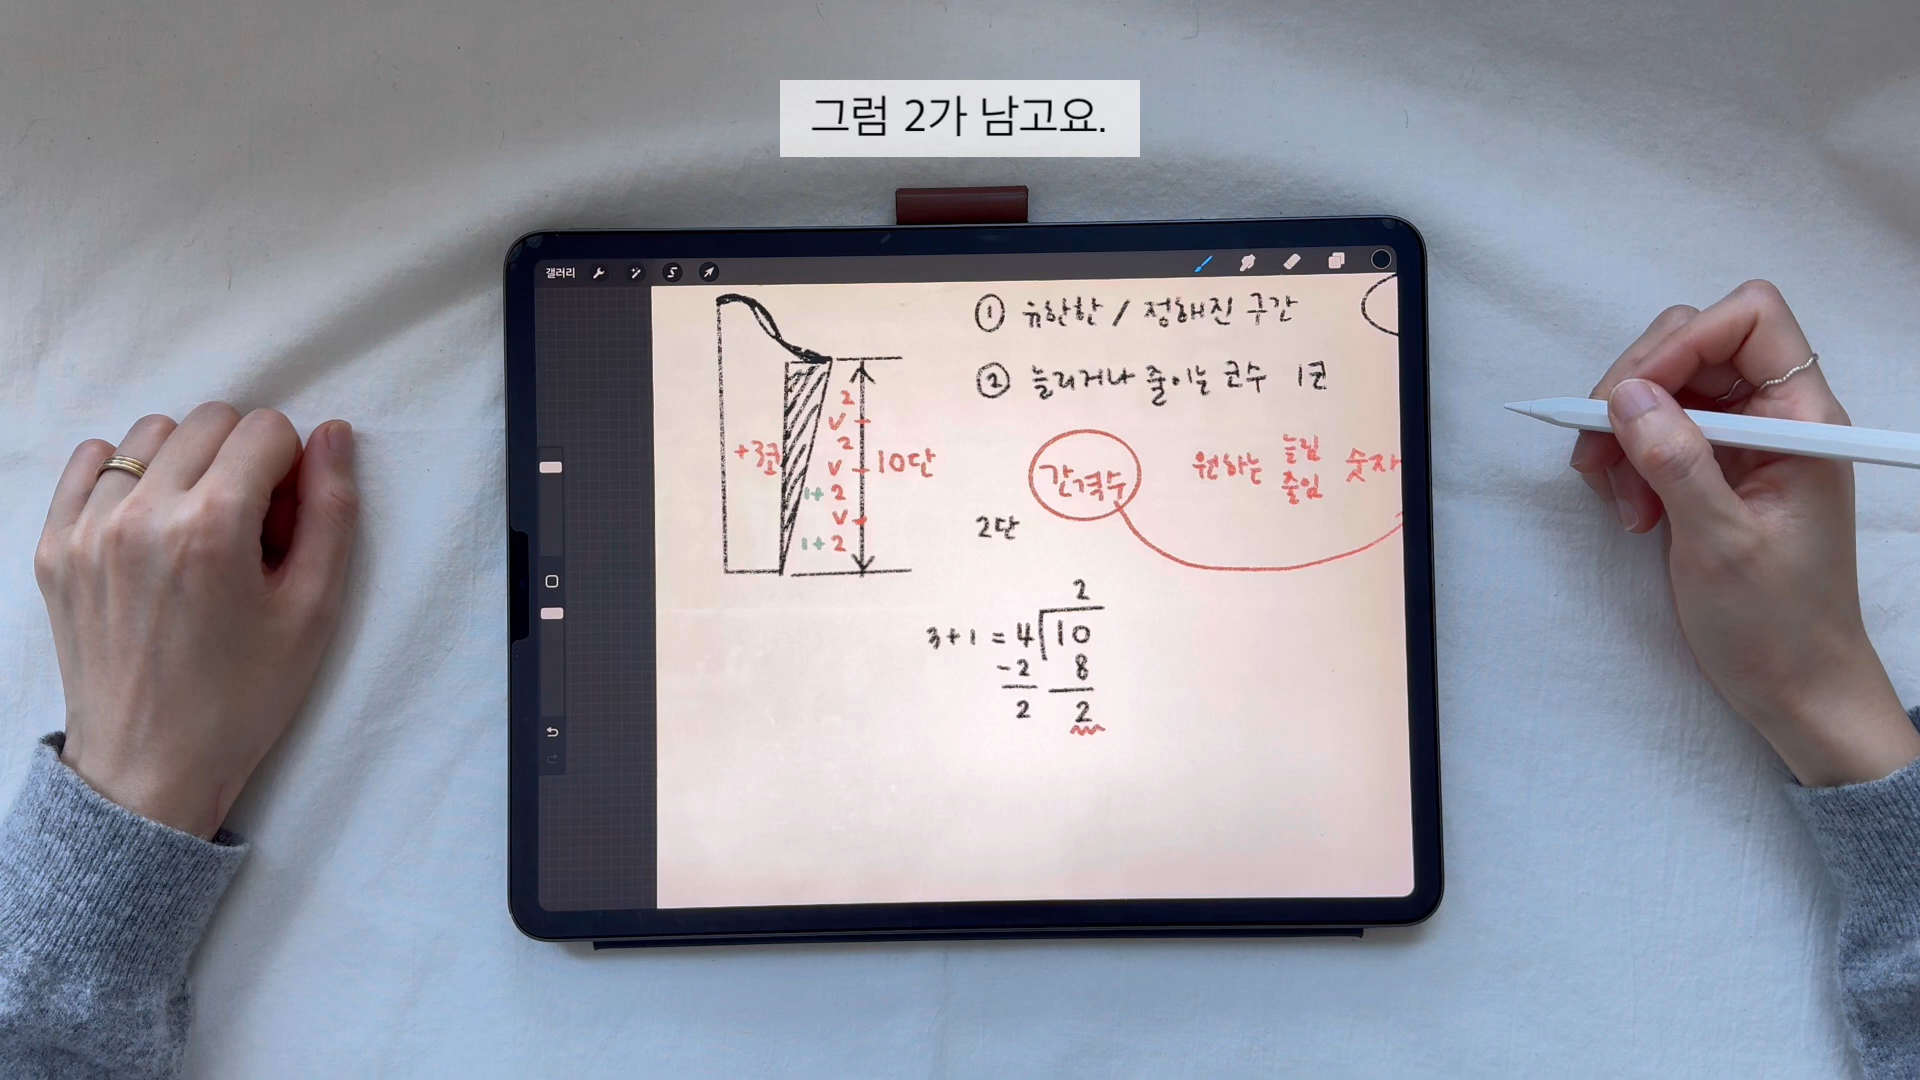 그럼 2가 남고요.
갤러리
① 유한한 / 정해진 구간
② 늘리거나 줄이는 코수 1코
+3코
2
V
2
V
1+2
V
1+2
10단
간격수
원하는 늘림 줄임 숫자
2단
2
3+1=4 10
-2 8
2 2